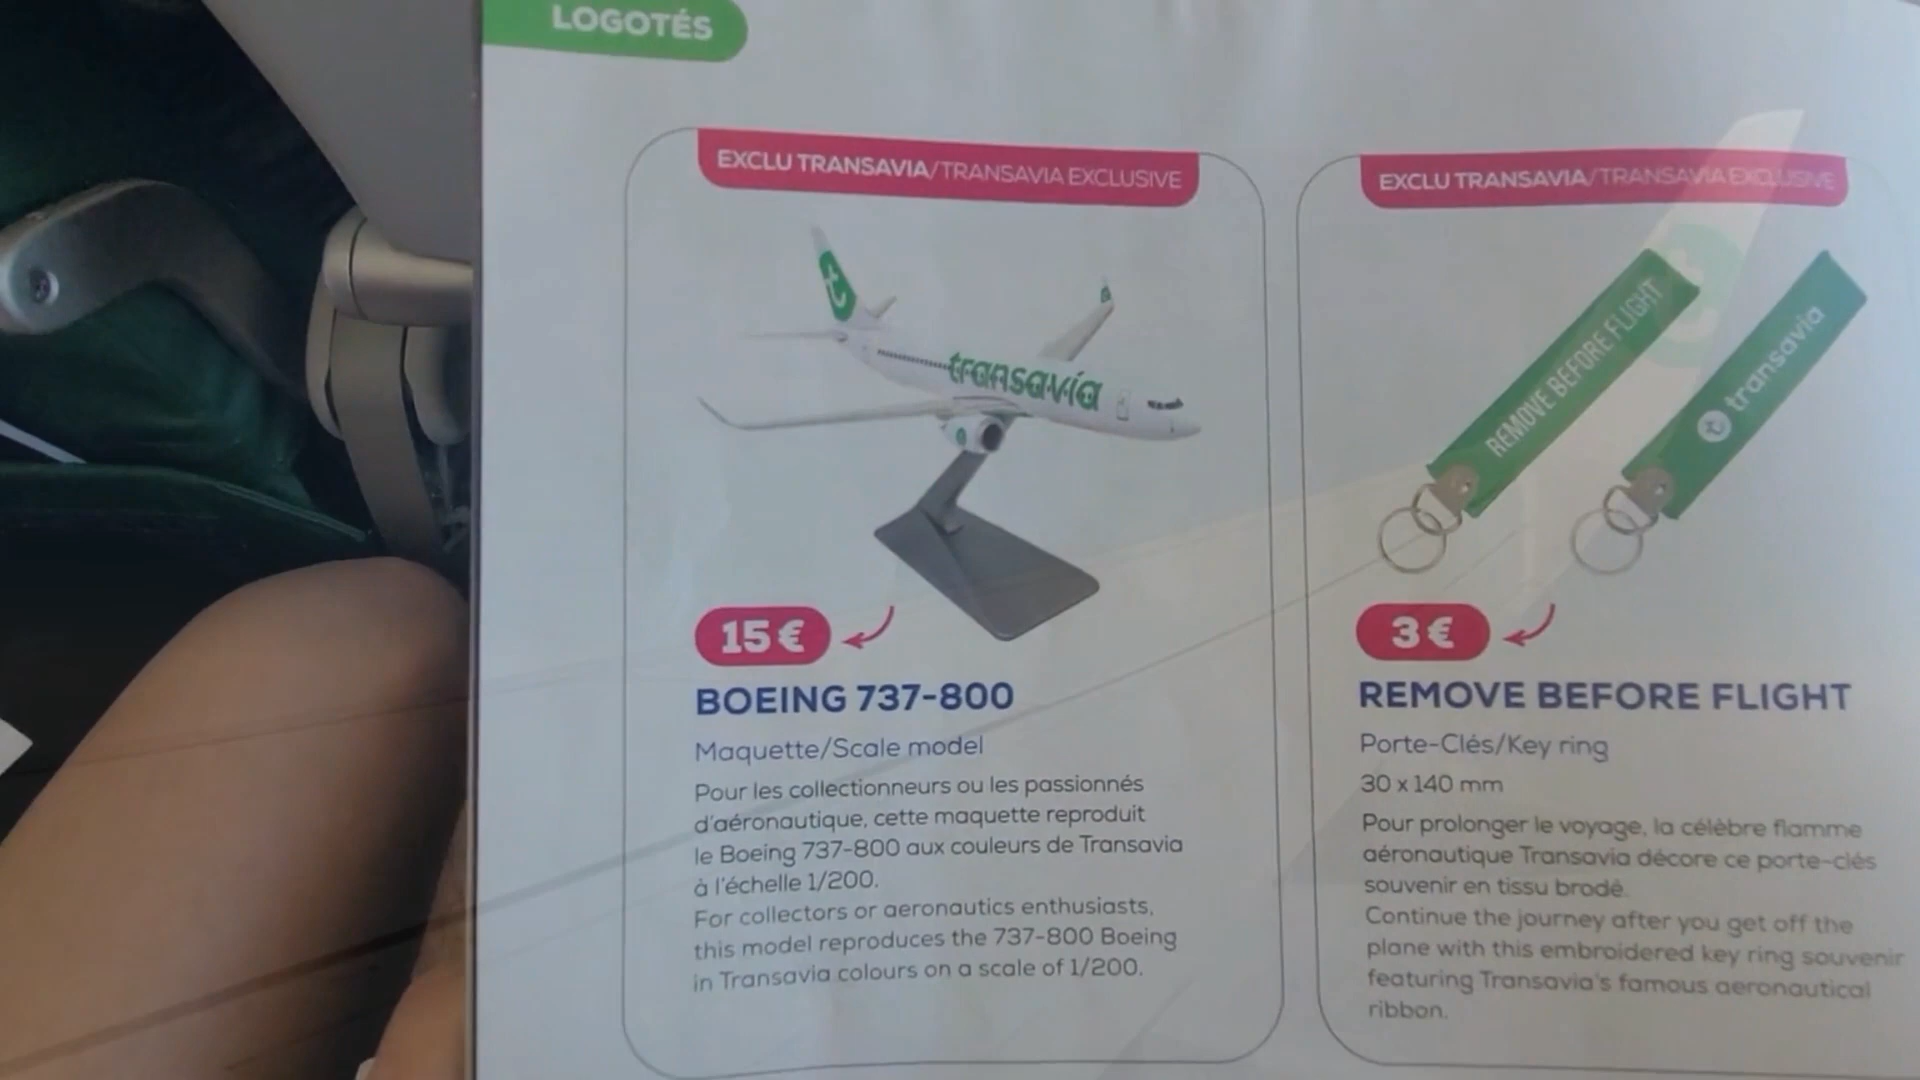 LOGOTÉS
EXCLU TRANSAVIA/TRANSAVIA EXCLUSIVE
transavia
15€
BOEING 737-800
Maquette/Scale model
Pour les collectionneurs ou les passionnés
d'aéronautique, cette maquette reproduit
le Boeing 737-800 aux couleurs de Transavia
à l'échelle 1/200.
For collectors or aeronautics enthusiasts,
this model reproduces the 737-800 Boeing
in Transavia colours on a scale of 1/200.
EXCLU TRANSAVIA/TRANSAVIA EXCLUSIVE
REMOVE BEFORE FLIGHT
transavia
3€
REMOVE BEFORE FLIGHT
Porte-Clés/Key ring
30 x 140 mm
Pour prolonger le voyage, la célèbre flamme
aéronautique Transavia décore ce porte-clés
souvenir en tissu brodé.
Continue the journey after you get off the
plane with this embroidered key ring souvenir
featuring Transavia's famous aeronautical
ribbon.